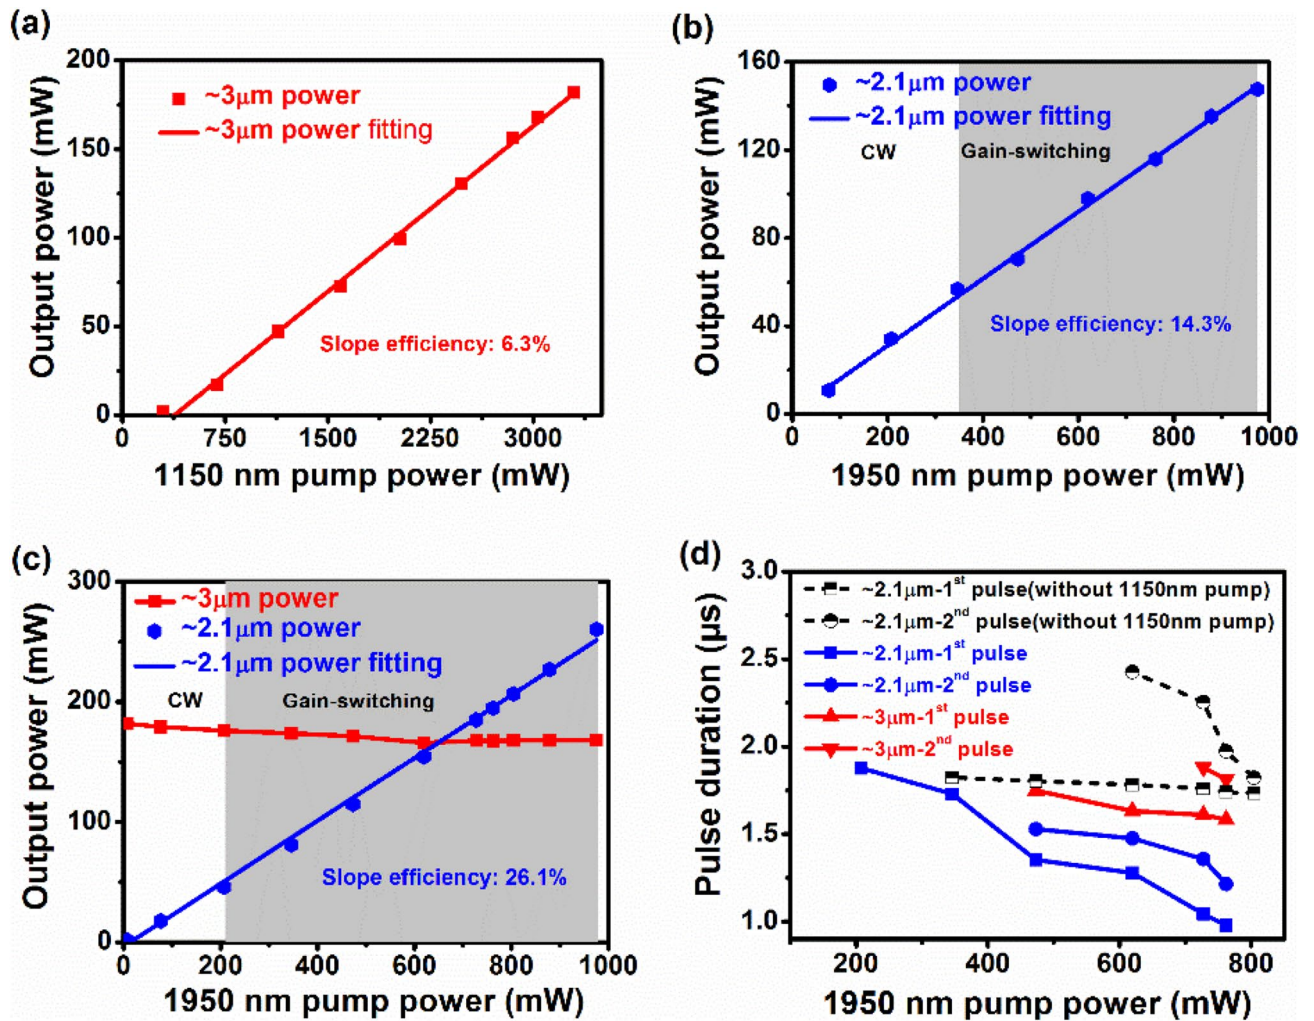 (a)
200
150
100
50
0
Output power (mW)
~3μm power
~3μm power fitting
Slope efficiency: 6.3%
0 750 1500 2250 3000
1150 nm pump power (mW)
(b)
160
120
80
40
0
Output power (mW)
~2.1μm power
~2.1μm power fitting
CW Gain-switching
Slope efficiency: 14.3%
0 200 400 600 800 1000
1950 nm pump power (mW)
(c)
300
200
100
0
Output power (mW)
~3μm power
~2.1μm power
~2.1μm power fitting
CW Gain-switching
Slope efficiency: 26.1%
0 200 400 600 800 1000
1950 nm pump power (mW)
(d)
3.0
2.5
2.0
1.5
1.0
Pulse duration (μs)
~2.1μm-1st pulse(without 1150nm pump)
~2.1μm-2nd pulse(without 1150nm pump)
~2.1μm-1st pulse
~2.1μm-2nd pulse
~3μm-1st pulse
~3μm-2nd pulse
200 400 600 800
1950 nm pump power (mW)